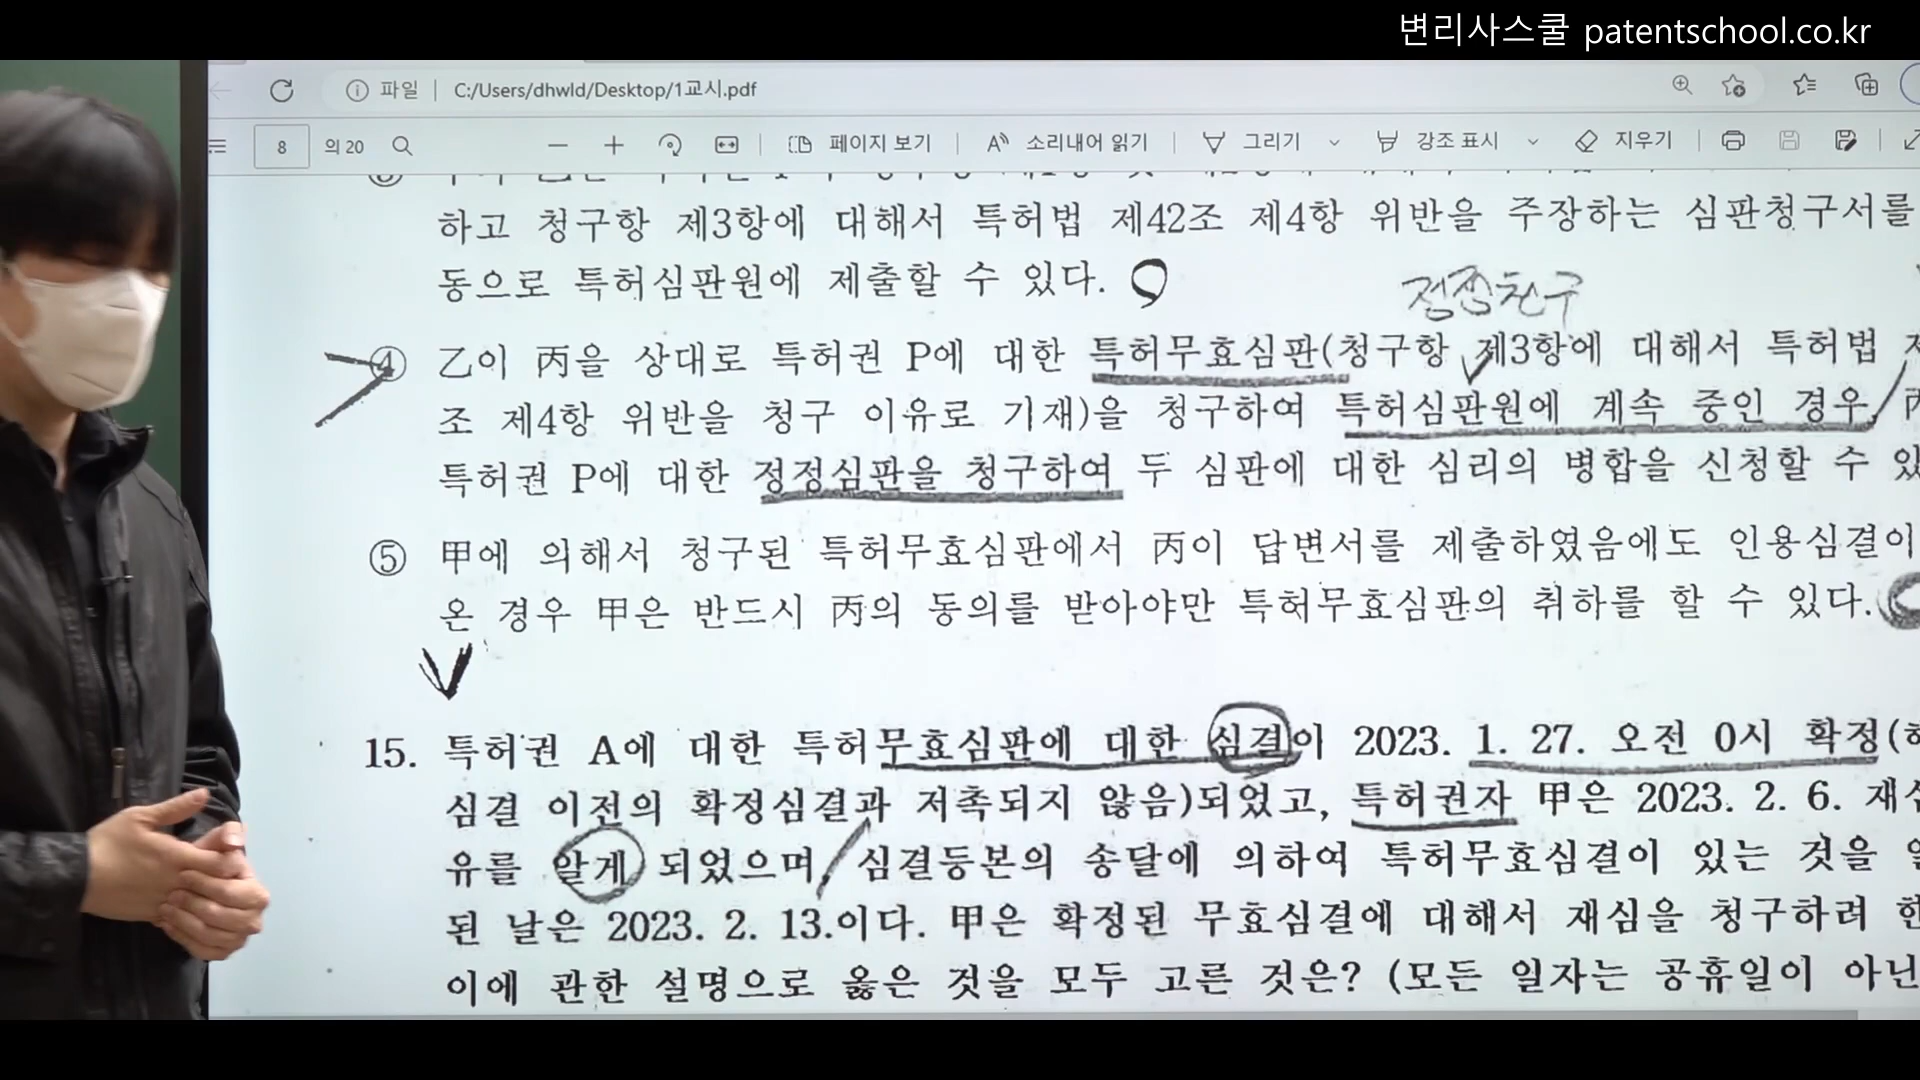 변리사스쿨 patentschool.co.kr
파일 C:/Users/dhwld/Desktop/1교시.pdf
8 의 20 페이지 보기 소리내어 읽기 그리기 강조 표시 지우기
하고 청구항 제3항에 대해서 특허법 제42조 제4항 위반을 주장하는 심판청구서를
동으로 특허심판원에 제출할 수 있다.
정정청구
④ 乙이 丙을 상대로 특허권 P에 대한 특허무효심판(청구항 제3항에 대해서 특허법
조 제4항 위반을 청구 이유로 기재)을 청구하여 특허심판원에 계속 중인 경우,
특허권 P에 대한 정정심판을 청구하여 두 심판에 대한 심리의 병합을 신청할 수
⑤ 甲에 의해서 청구된 특허무효심판에서 丙이 답변서를 제출하였음에도 인용심결이
온 경우 甲은 반드시 丙의 동의를 받아야만 특허무효심판의 취하를 할 수 있다.
15. 특허권 A에 대한 특허무효심판에 대한 심결이 2023. 1. 27. 오전 0시 확정(
심결 이전의 확정심결과 저촉되지 않음)되었고, 특허권자 甲은 2023. 2. 6.
유를 알게 되었으며, 심결등본의 송달에 의하여 특허무효심결이 있는 것을
된 날은 2023. 2. 13.이다. 甲은 확정된 무효심결에 대해서 재심을 청구하려
이에 관한 설명으로 옳은 것을 모두 고른 것은? (모든 일자는 공휴일이 아닌